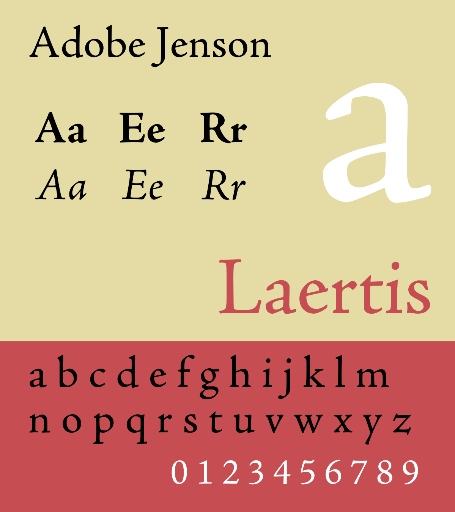 Adobe Jenson
Aa Ee Rr
a
Aa Ee Rr
Laertis
a b c d e f g h i j k l m
n o p q r s t u v w x y z
0 1 2 3 4 5 6 7 8 9